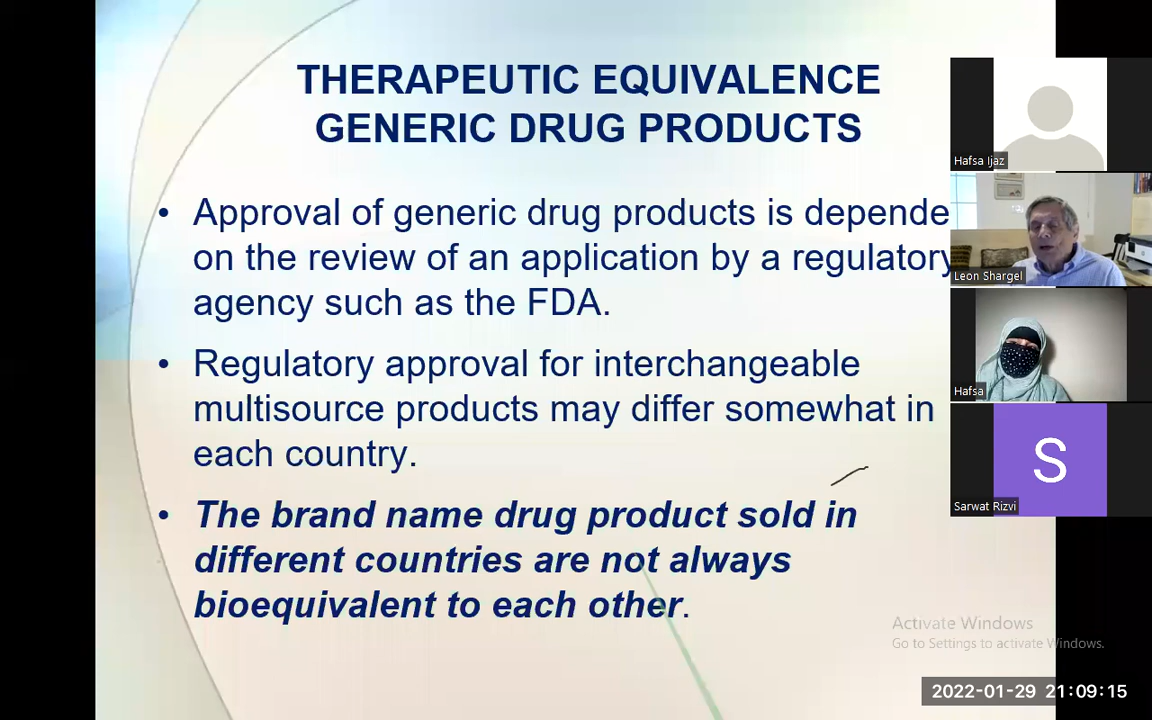 THERAPEUTIC EQUIVALENCE
GENERIC DRUG PRODUCTS
• Approval of generic drug products is depende
on the review of an application by a regulatory
agency such as the FDA.
• Regulatory approval for interchangeable
multisource products may differ somewhat in
each country.
• The brand name drug product sold in
different countries are not always
bioequivalent to each other.
Hafsa Ijaz
Leon Shargel
Hafsa
S
Sarwat Rizvi
Activate Windows
Go to Settings to activate Windows.
2022-01-29 21:09:15